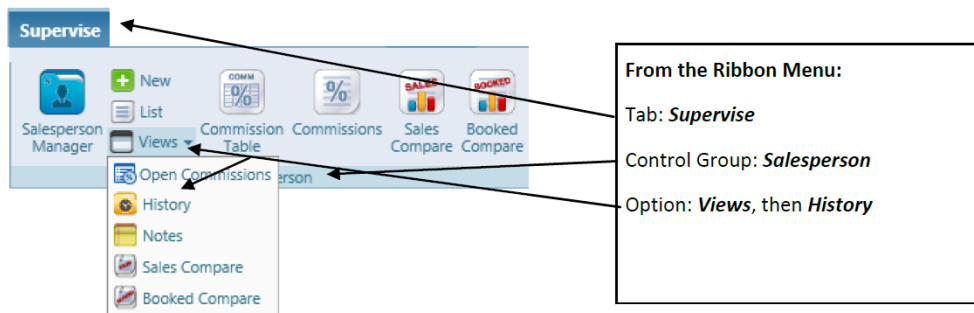 Supervise
Salesperson
Manager
New
List
Views
COMM
%
Commission
Table
%
Commissions
SALES
Sales
Compare
BOOKED
Booked
Compare
Open Commissions
erson
History
Notes
Sales Compare
Booked Compare
From the Ribbon Menu:
Tab: Supervise
Control Group: Salesperson
Option: Views, then History